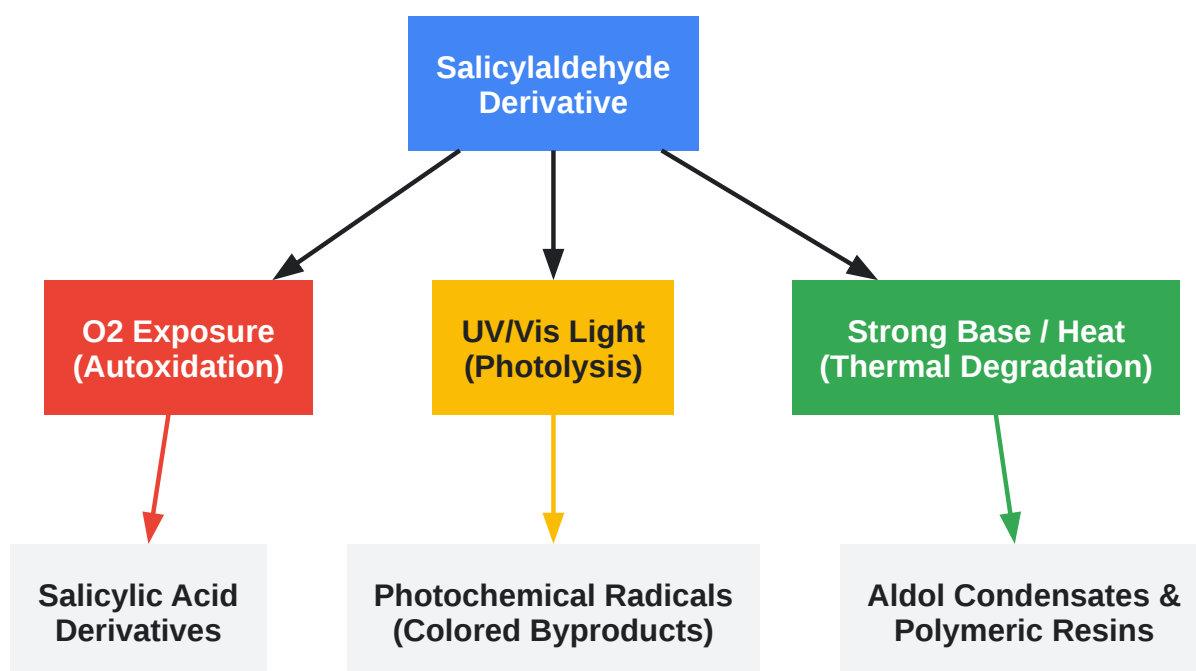 Salicylaldehyde
Derivative
O2 Exposure
(Autoxidation)
UV/Vis Light
(Photolysis)
Strong Base / Heat
(Thermal Degradation)
Salicylic Acid
Derivatives
Photochemical Radicals
(Colored Byproducts)
Aldol Condensates &
Polymeric Resins